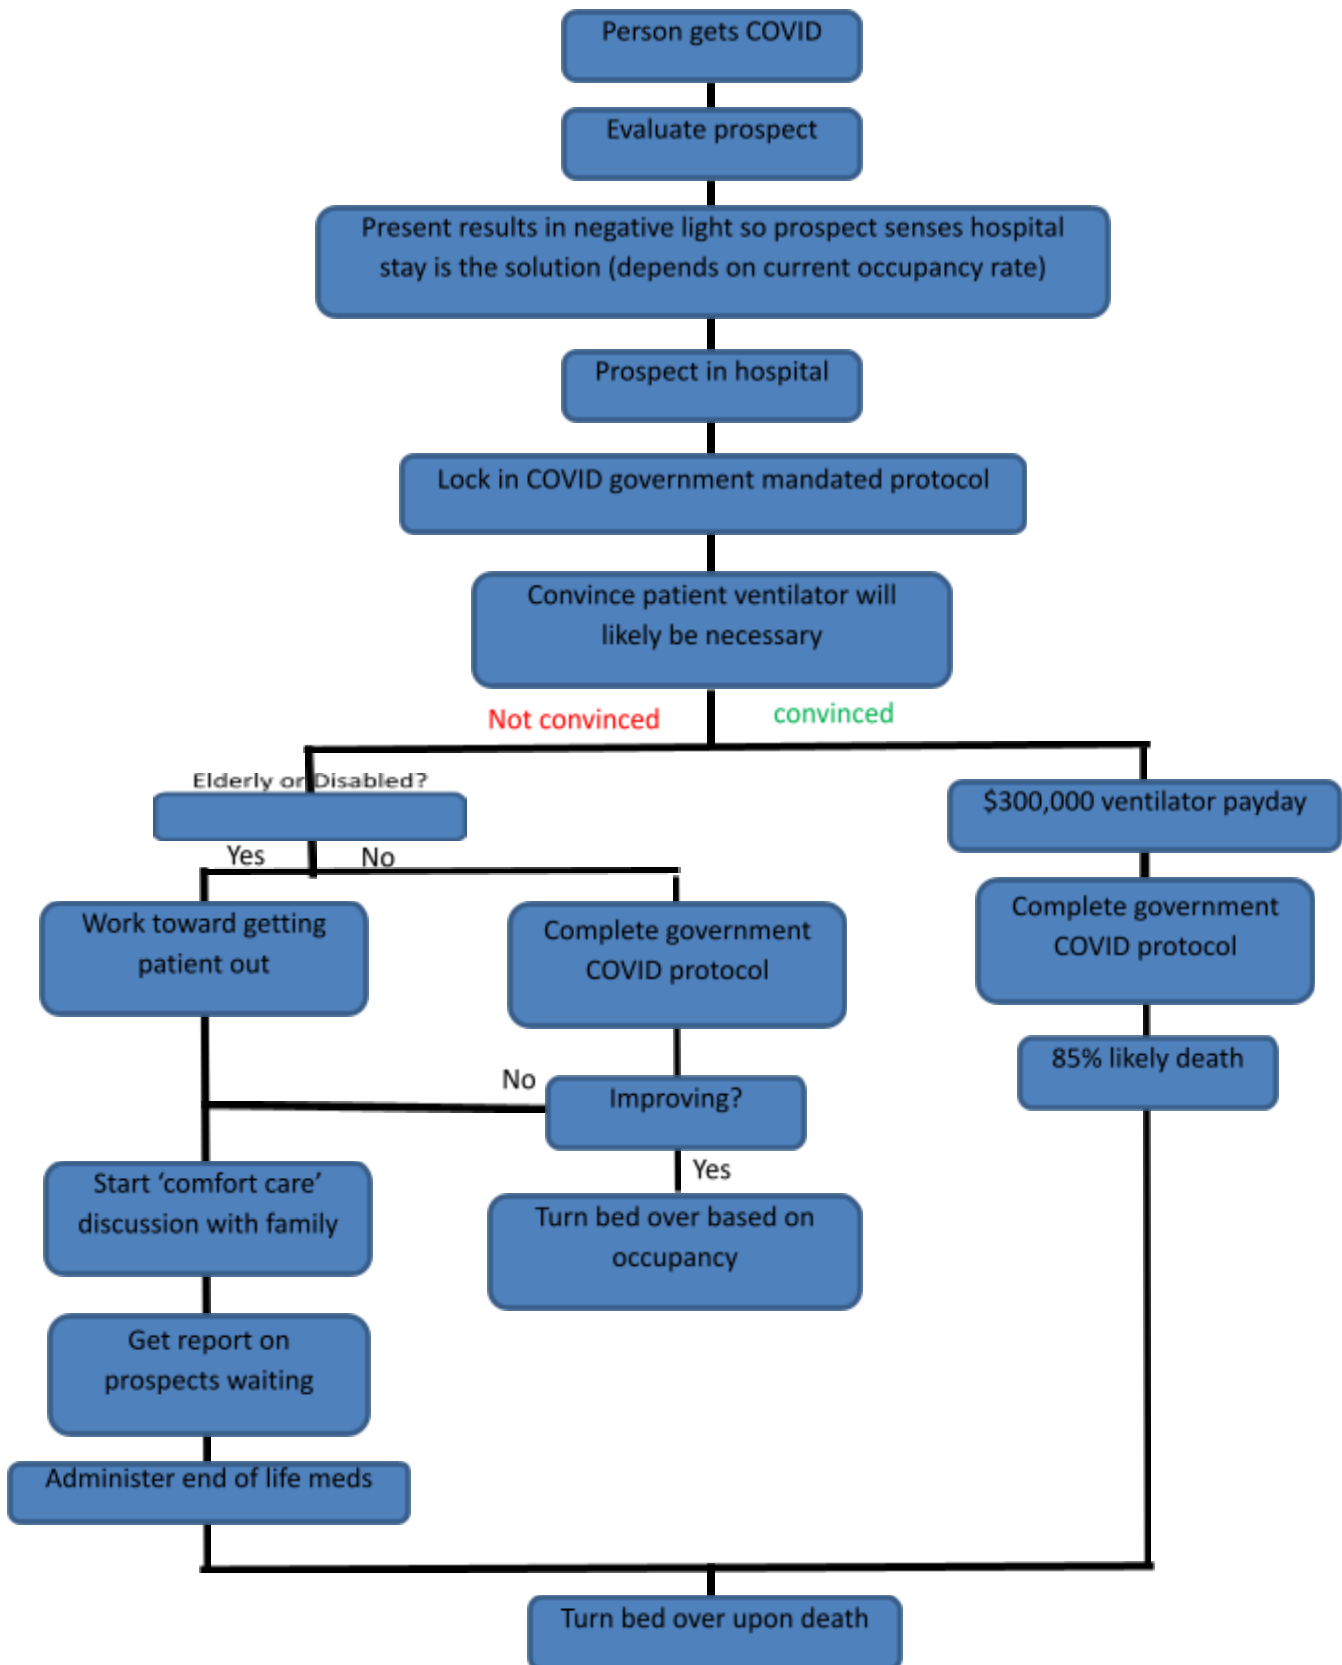 Person gets COVID
Evaluate prospect
Present results in negative light so prospect senses hospital
stay is the solution (depends on current occupancy rate)
Prospect in hospital
Lock in COVID government mandated protocol
Convince patient ventilator will
likely be necessary
Not convinced
convinced
Elderly or Disabled?
$300,000 ventilator payday
Yes
No
Work toward getting
patient out
Complete government
COVID protocol
Complete government
COVID protocol
85% likely death
No
Improving?
Yes
Start ‘comfort care’
discussion with family
Turn bed over based on
occupancy
Get report on
prospects waiting
Administer end of life meds
Turn bed over upon death